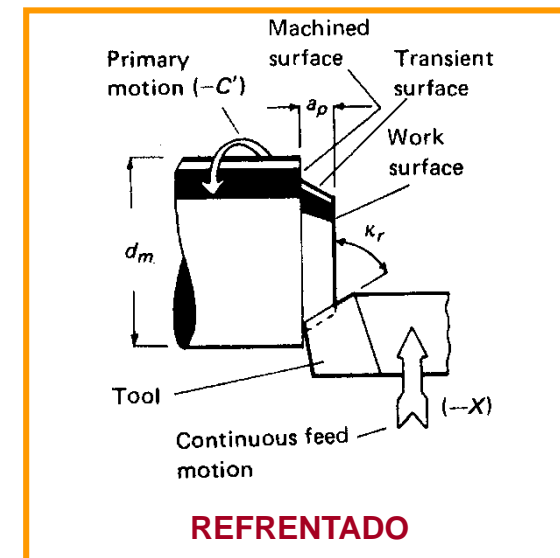 Machined
surface
Primary
motion (–C')
Transient
surface
a_p
Work
surface
κ_r
d_m
Tool
(–X)
Continuous feed
motion
REFRENTADO